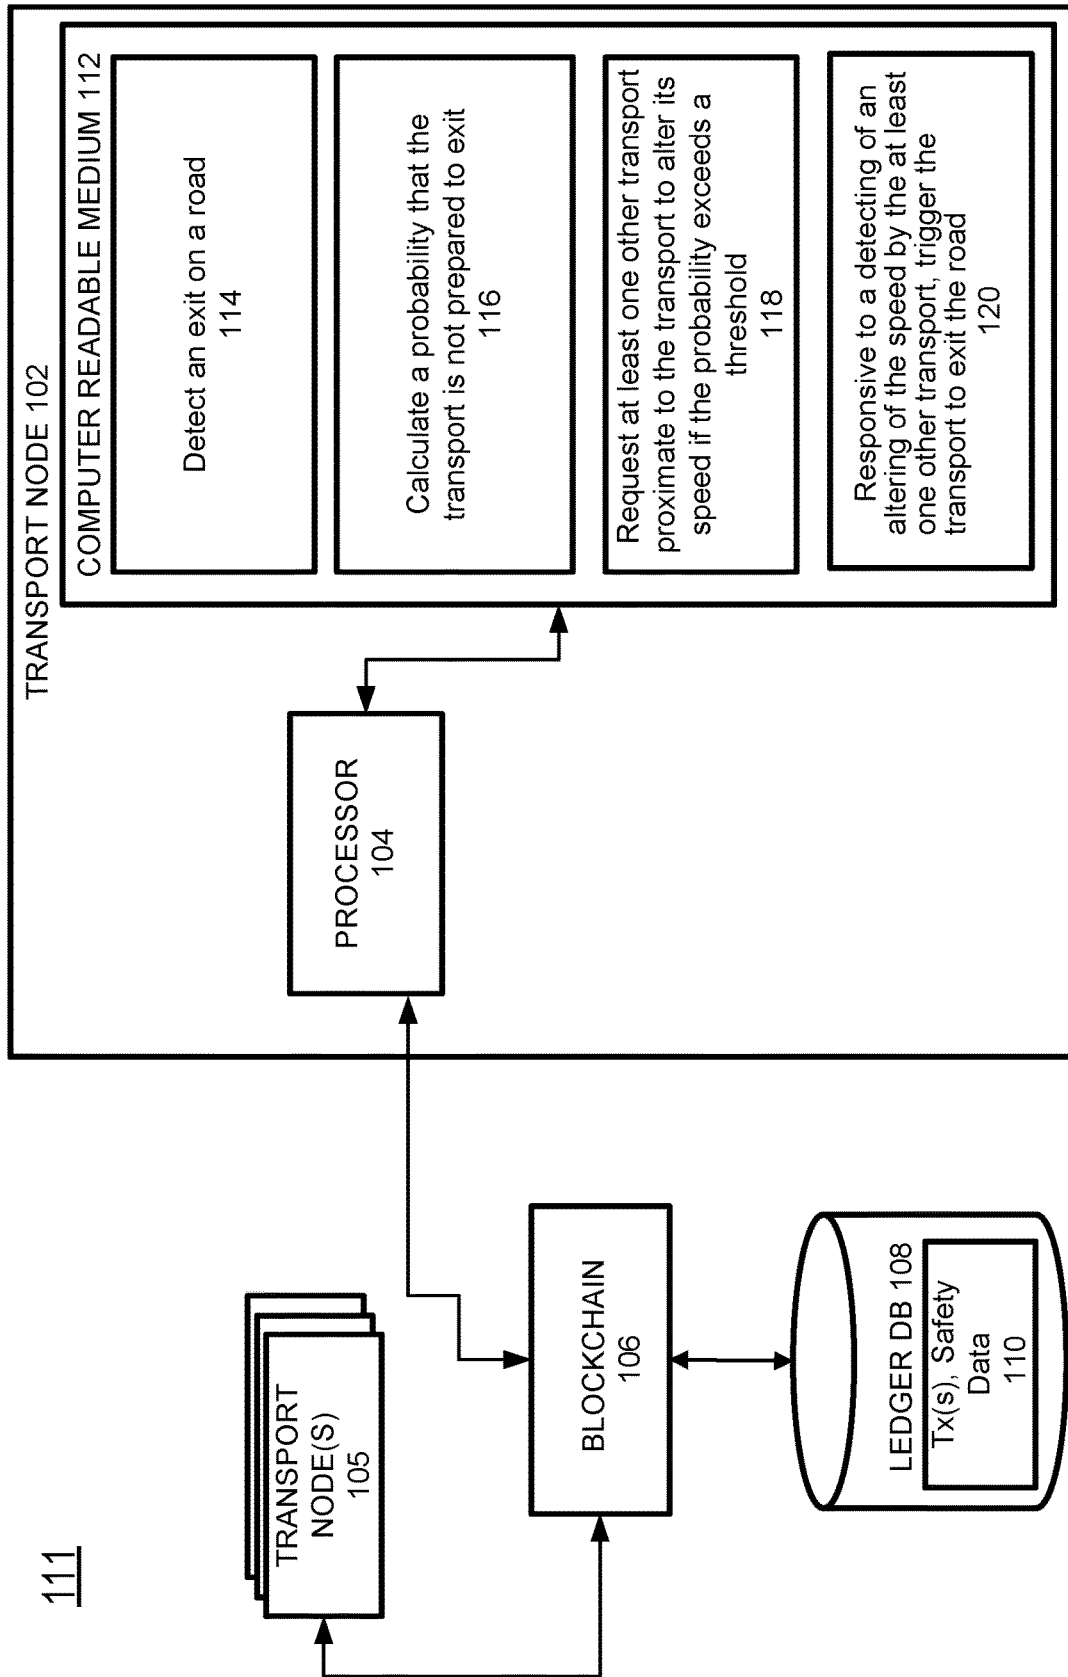 111
TRANSPORT NODE 102
COMPUTER READABLE MEDIUM 112
Detect an exit on a road
114
Calculate a probability that the
transport is not prepared to exit
116
Request at least one other transport
proximate to the transport to alter its
speed if the probability exceeds a
threshold
118
Responsive to a detecting of an
altering of the speed by the at least
one other transport, trigger the
transport to exit the road
120
PROCESSOR
104
TRANSPORT
NODE(S)
105
BLOCKCHAIN
106
LEDGER DB 108
Tx(s), Safety
Data
110